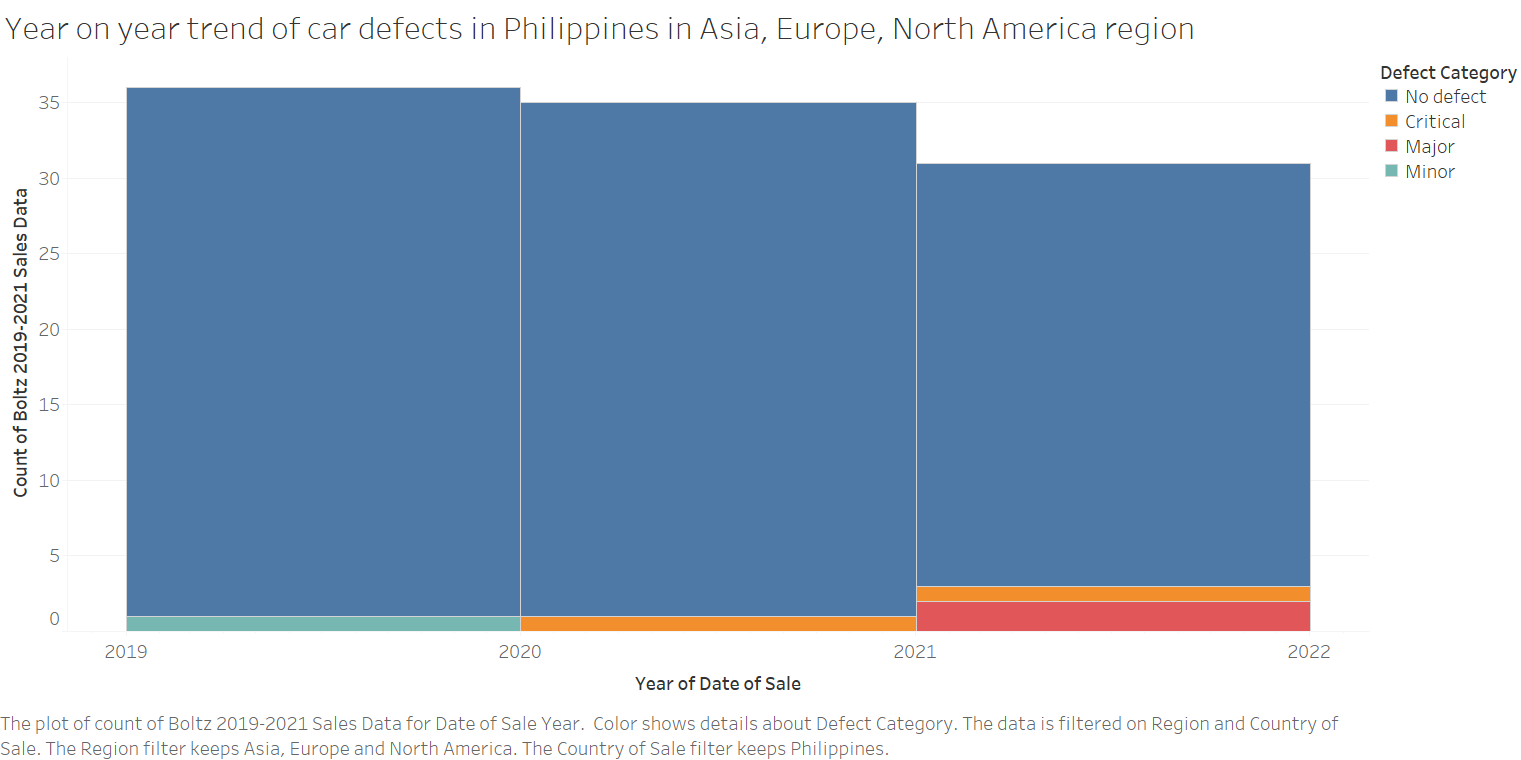 Year on year trend of car defects in Philippines in Asia, Europe, North America region
Defect Category
No defect
Critical
Major
Minor
Count of Boltz 2019-2021 Sales Data
35
30
25
20
15
10
5
0
2019
2020
2021
2022
Year of Date of Sale
The plot of count of Boltz 2019-2021 Sales Data for Date of Sale Year.  Color shows details about Defect Category. The data is filtered on Region and Country of
Sale. The Region filter keeps Asia, Europe and North America. The Country of Sale filter keeps Philippines.